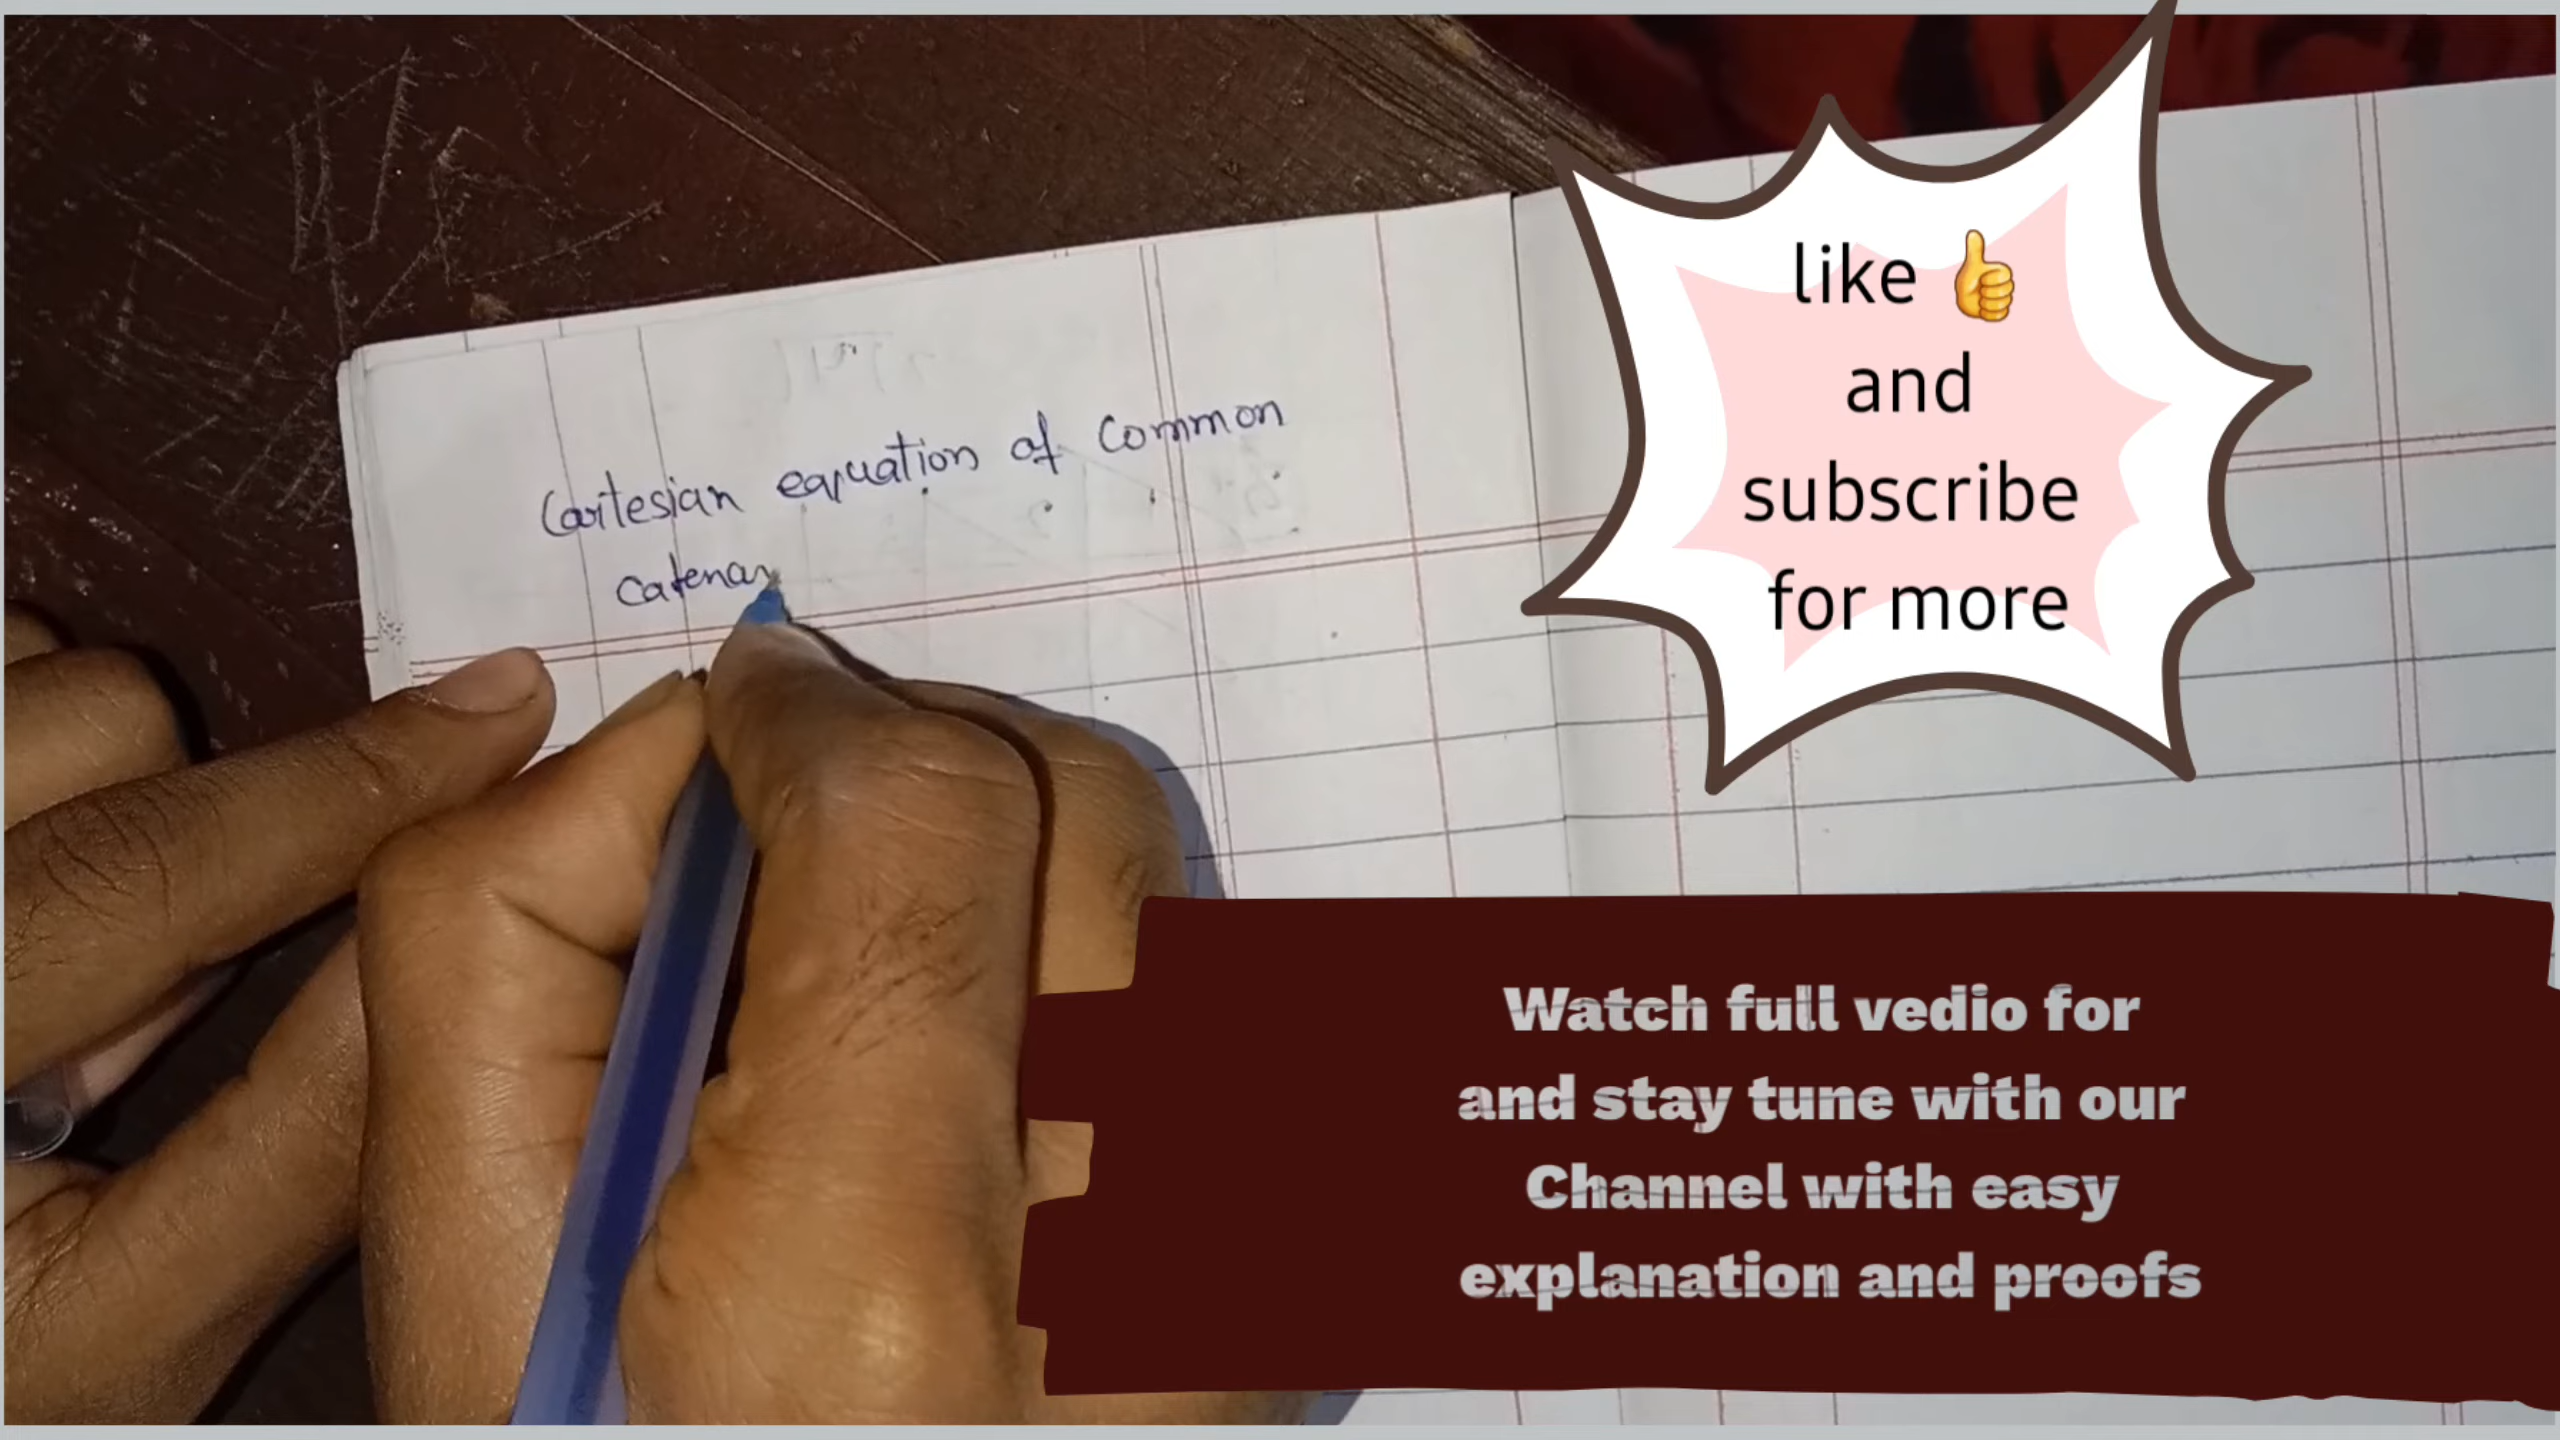 Cartesian equation of Common
Catenary
like 👍
and
subscribe
for more
Watch full vedio for
and stay tune with our
Channel with easy
explanation and proofs